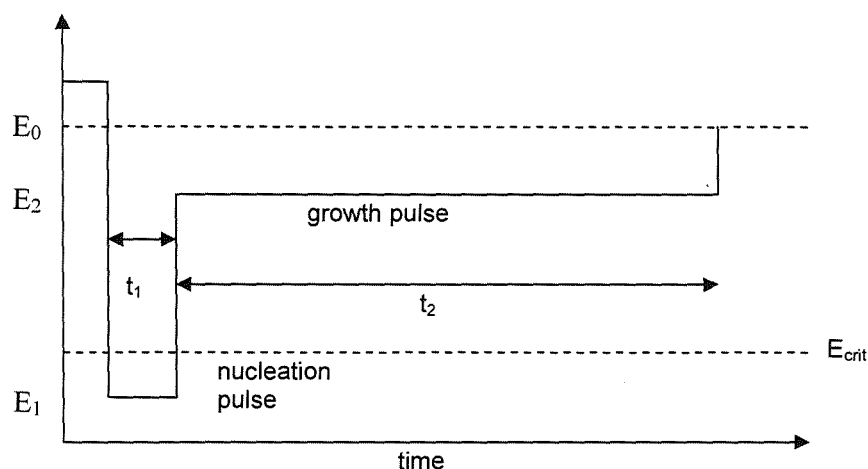 E0
E2
growth pulse
t1
t2
Ecrit
nucleation
pulse
E1
time